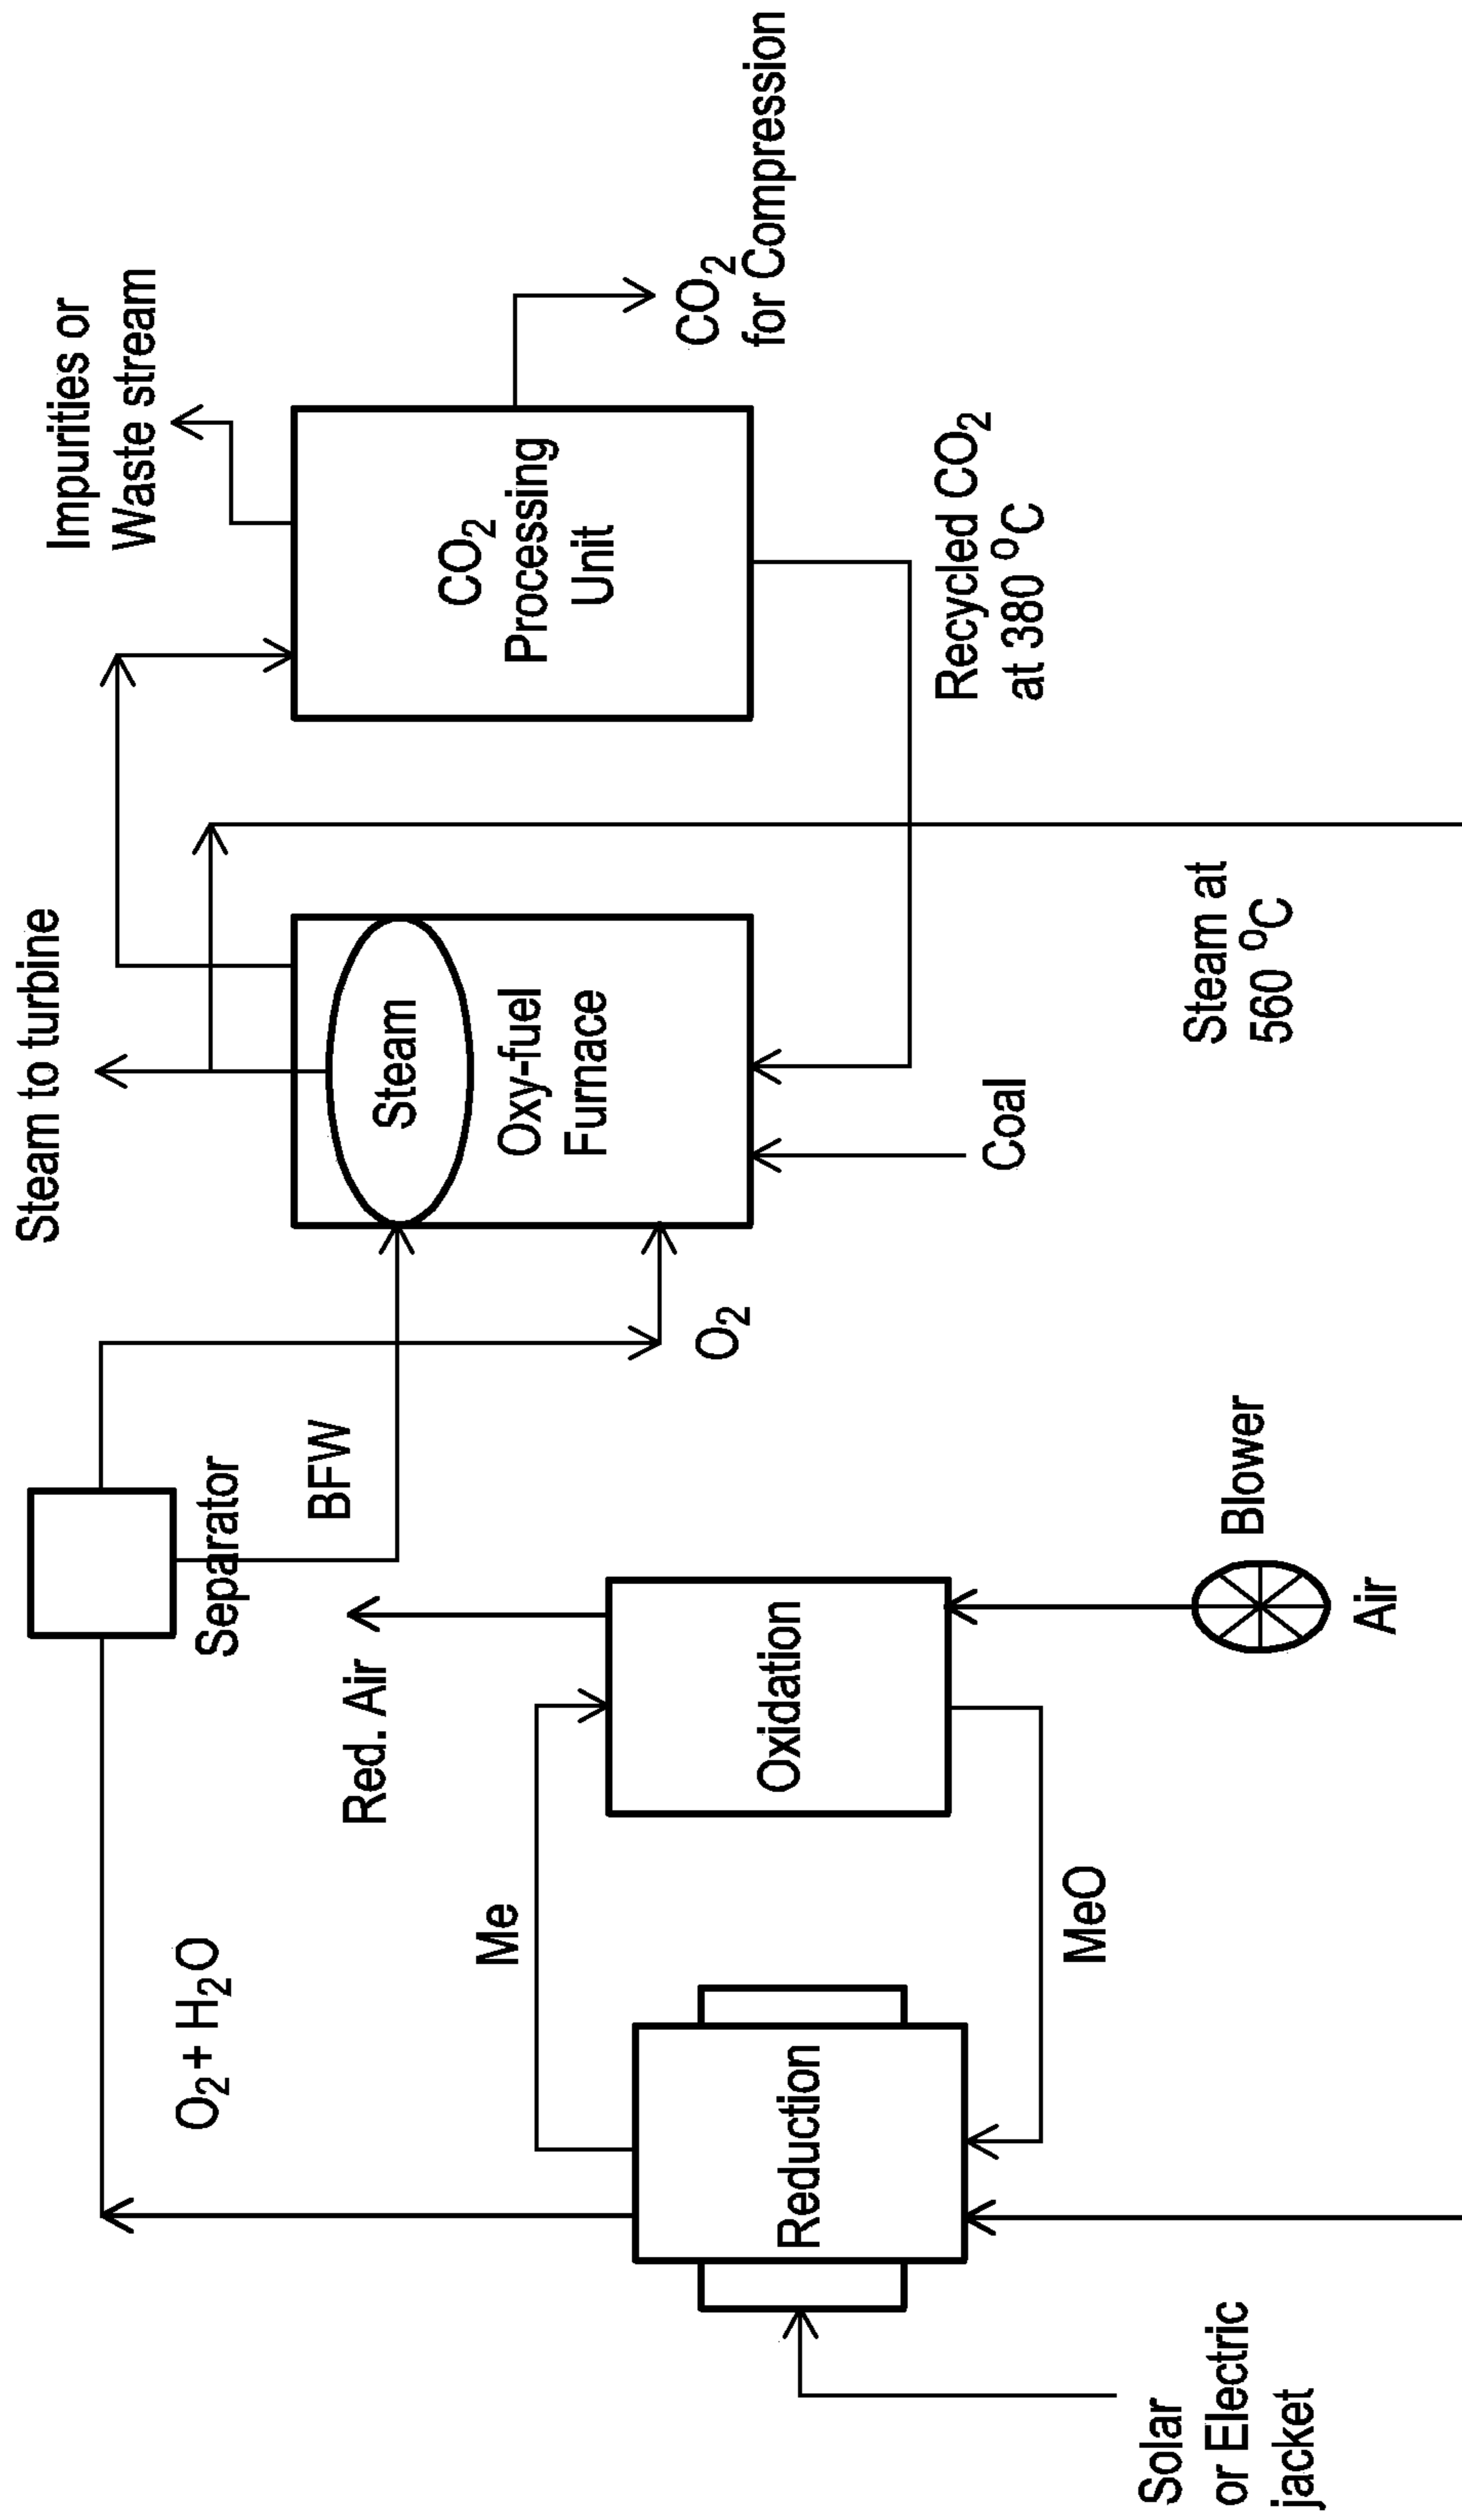 Steam to turbine
Impurities or
Waste stream
O2+ H2O
Separator
BFW
Red. Air
Me
Steam
Oxy-fuel
Furnace
CO2
Processing
Unit
CO2
for Compression
O2
Reduction
Oxidation
Coal
Recycled CO2
at 380 °C
MeO
Steam at
560 °C
Blower
Air
Solar
or Electric
jacket